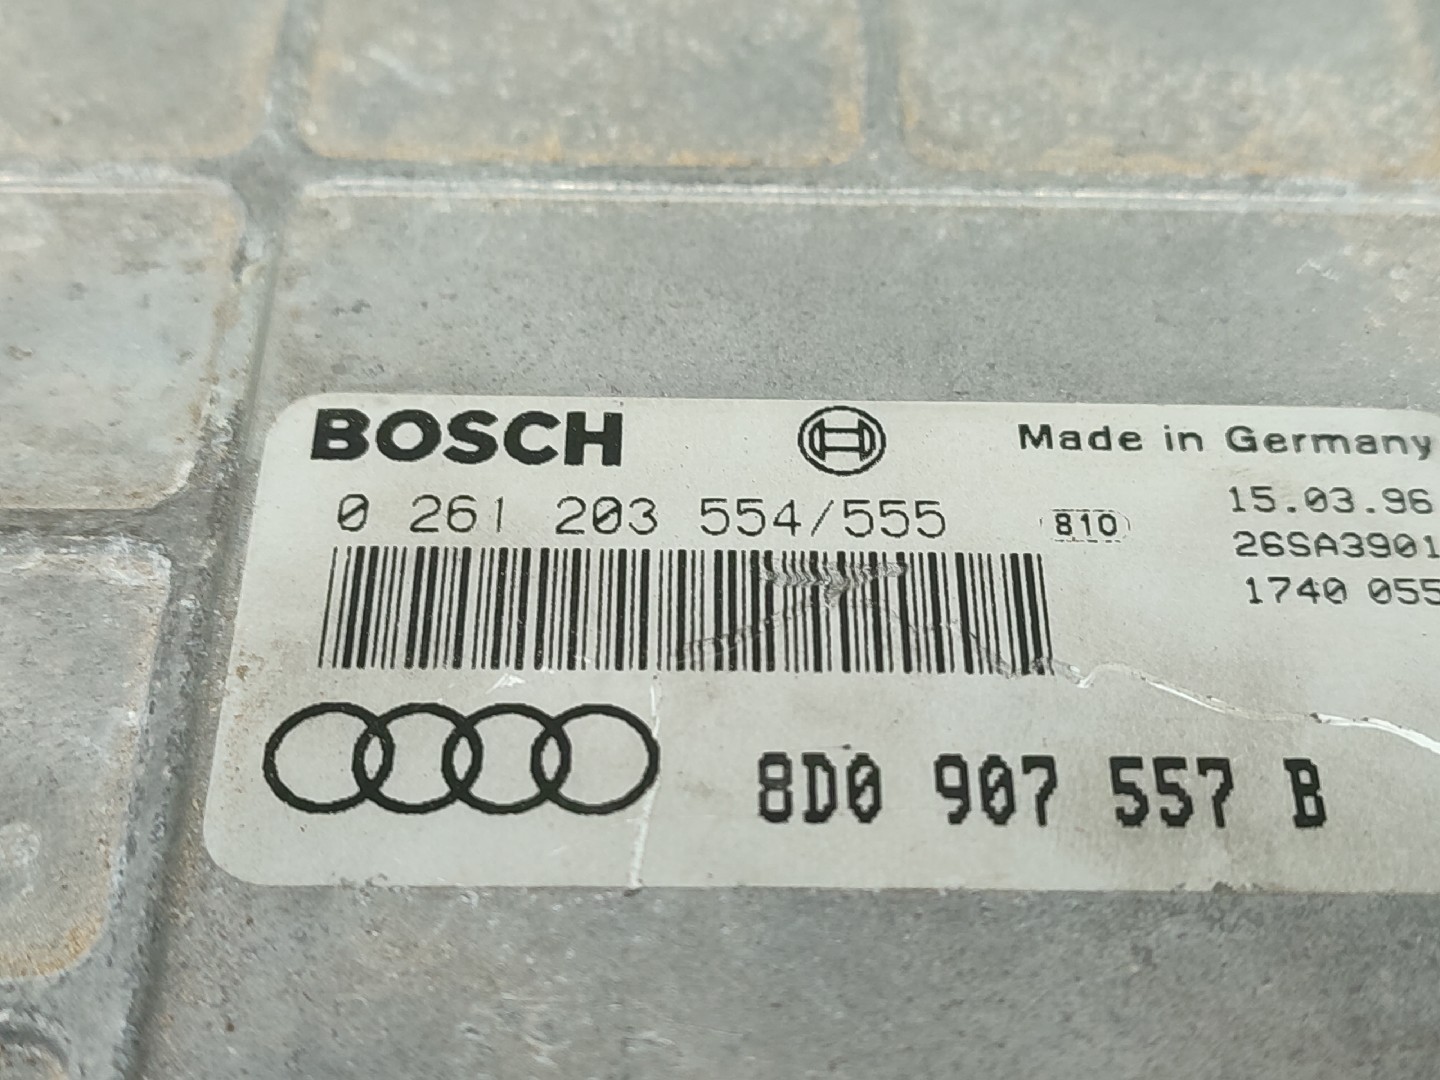 BOSCH
Made in Germany
0 261 203 554/555
810
15.03.96
26SA3901
1740 055
8D0 907 557 B